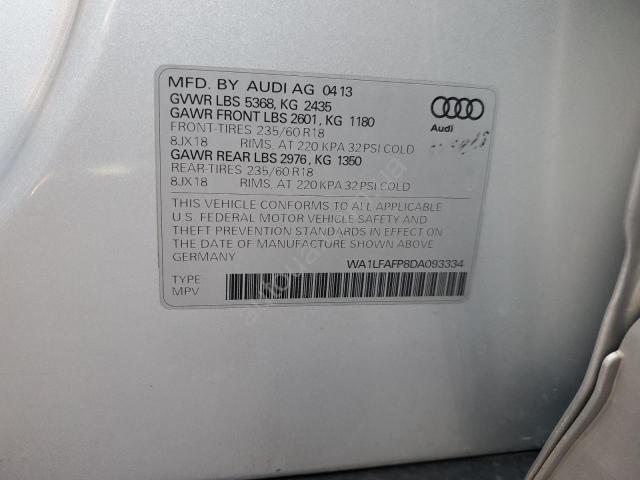 MFD. BY AUDI AG 04 13
GVWR LBS 5368, KG 2435
GAWR FRONT LBS 2601, KG 1180
FRONT-TIRES 235/60 R18
8JX18 RIMS, AT 220 KPA 32 PSI COLD
GAWR REAR LBS 2976, KG 1350
REAR-TIRES 235/60 R18
8JX18 RIMS, AT 220 KPA 32 PSI COLD
Audi
THIS VEHICLE CONFORMS TO ALL APPLICABLE
U.S. FEDERAL MOTOR VEHICLE SAFETY AND
THEFT PREVENTION STANDARDS IN EFFECT ON
THE DATE OF MANUFACTURE SHOWN ABOVE.
GERMANY
WA1LFAFP8DA093334
TYPE
MPV